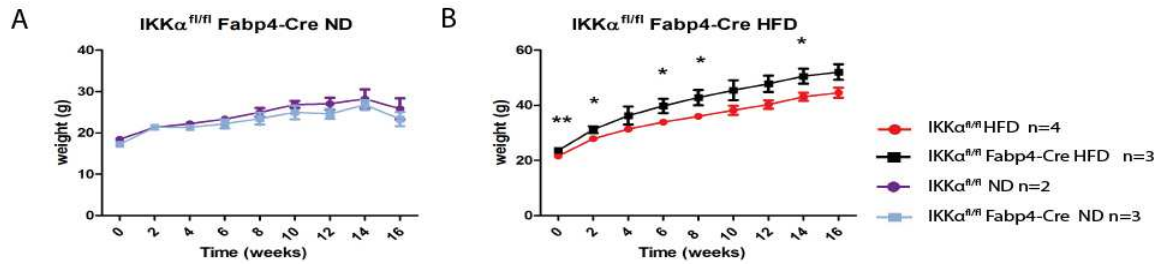 A
IKKα^fl/fl Fabp4-Cre ND
weight (g)
40
30
20
10
0
0 2 4 6 8 10 12 14 16
Time (weeks)
B
IKKα^fl/fl Fabp4-Cre HFD
weight (g)
60
40
20
0
** * * * *
0 2 4 6 8 10 12 14 16
Time (weeks)
IKKα^fl/fl HFD n=4
IKKα^fl/fl Fabp4-Cre HFD n=3
IKKα^fl/fl ND n=2
IKKα^fl/fl Fabp4-Cre ND n=3